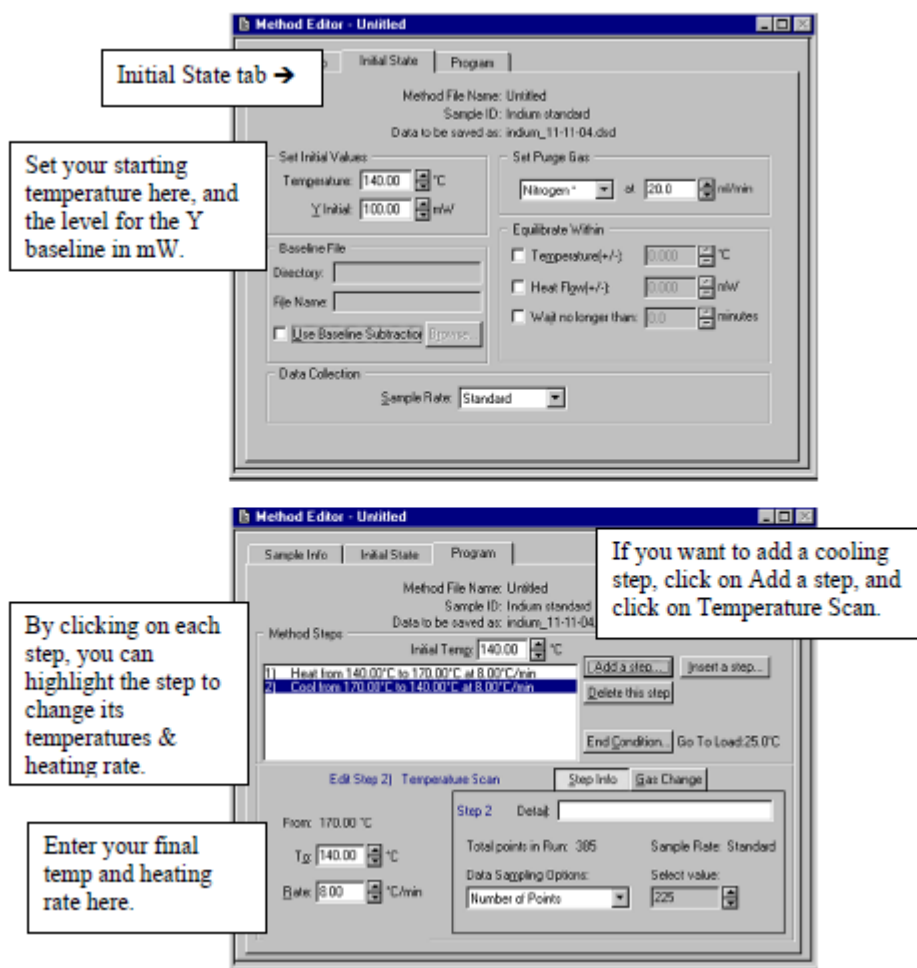 Method Editor - Untitled
Initial State tab →
Initial State
Program
Method File Name: Untitled
Sample ID: Indium standard
Data to be saved as: indium_11-11-04.dsd
Set your starting
temperature here, and
the level for the Y
baseline in mW.
Set Initial Values
Temperature: 140.00 °C
Y Initial: 100.00 mW
Set Purge Gas
Nitrogen * at 20.0 ml/min
Baseline File
Directory:
File Name:
Use Baseline Subtraction Browse...
Equilibrate Within
Temperature(+/-): 0.000 °C
Heat Flow(+/-): 0.000 mW
Wait no longer than: 0.0 minutes
Data Collection
Sample Rate: Standard
Method Editor - Untitled
Sample Info
Initial State
Program
If you want to add a cooling
step, click on Add a step, and
click on Temperature Scan.
Method File Name: Untitled
Sample ID: Indium standard
Data to be saved as: indium_11-11-04.
By clicking on each
step, you can
highlight the step to
change its
temperatures &
heating rate.
Method Steps
Initial Temp: 140.00 °C
1) Heat from 140.00°C to 170.00°C at 8.00°C/min
2) Cool from 170.00°C to 140.00°C at 8.00°C/min
Add a step... Insert a step...
Delete this step
End Condition... Go To Load:25.0°C
Edit Step 2) Temperature Scan
Step Info Gas Change
Enter your final
temp and heating
rate here.
From: 170.00 °C
To: 140.00 °C
Rate: 8.00 °C/min
Step 2 Detail:
Total points in Run: 385 Sample Rate: Standard
Data Sampling Options: Select value:
Number of Points 225